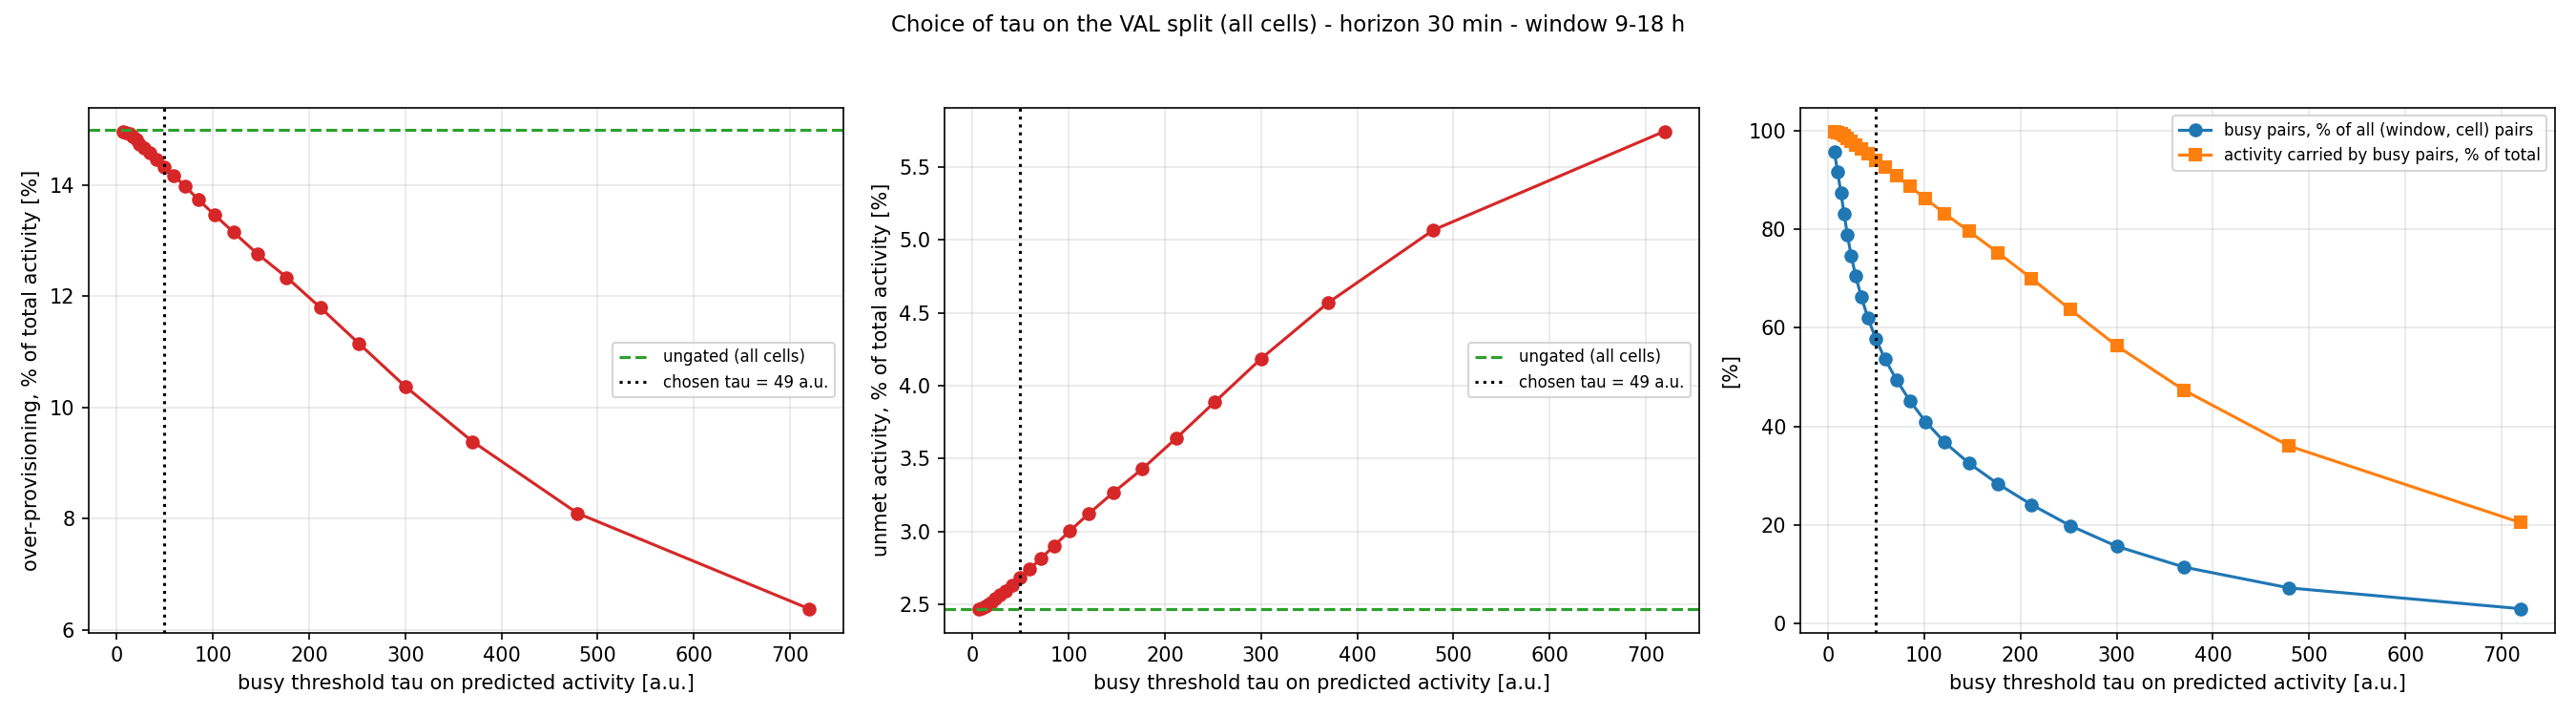 Choice of tau on the VAL split (all cells) - horizon 30 min - window 9-18 h
over-provisioning, % of total activity [%]
14
12
10
8
6
0 100 200 300 400 500 600 700
busy threshold tau on predicted activity [a.u.]
ungated (all cells)
chosen tau = 49 a.u.
unmet activity, % of total activity [%]
5.5
5.0
4.5
4.0
3.5
3.0
2.5
0 100 200 300 400 500 600 700
busy threshold tau on predicted activity [a.u.]
ungated (all cells)
chosen tau = 49 a.u.
[%]
100
80
60
40
20
0
0 100 200 300 400 500 600 700
busy threshold tau on predicted activity [a.u.]
busy pairs, % of all (window, cell) pairs
activity carried by busy pairs, % of total